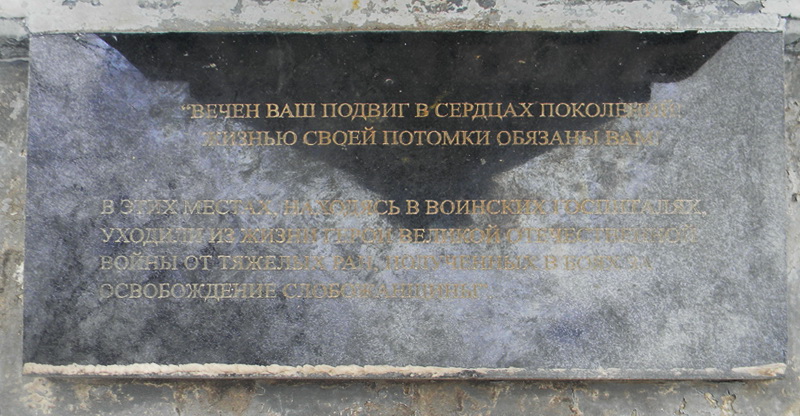 "ВЕЧЕН ВАШ ПОДВИГ В СЕРДЦАХ ПОКОЛЕНИЙ
ЖИЗНЬЮ СВОЕЙ ПОТОМКИ ОБЯЗАНЫ ВАМ"
В ЭТИХ МЕСТАХ, НАХОДЯСЬ В ВОИНСКИХ ГОСПИТАЛЯХ,
УХОДИЛИ ИЗ ЖИЗНИ ГЕРОИ ВЕЛИКОЙ ОТЕЧЕСТВЕННОЙ
ВОЙНЫ ОТ ТЯЖЕЛЫХ РАН, ПОЛУЧЕННЫХ В БОЯХ ЗА
ОСВОБОЖДЕНИЕ СЛОБОЖАНЩИНЫ"